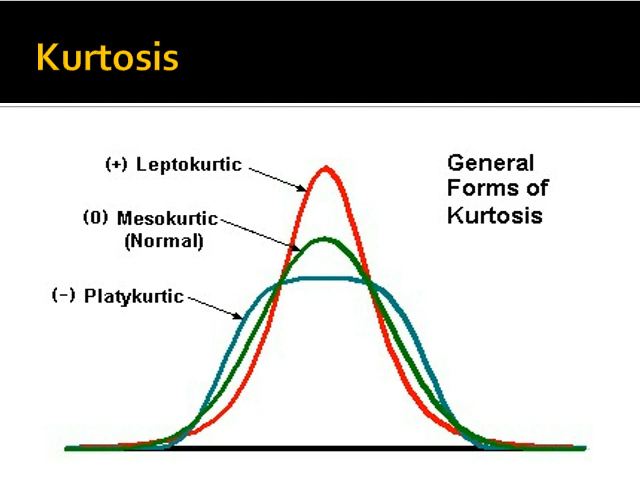 Kurtosis
(+) Leptokurtic
General
Forms of
Kurtosis
(0) Mesokurtic
(Normal)
(-) Platykurtic